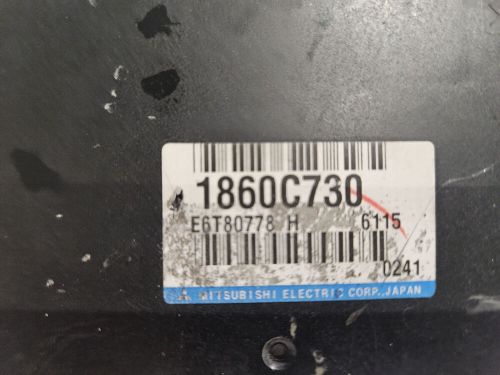 1860C730
E6T80778 H 6115
0241
MITSUBISHI ELECTRIC CORP.,JAPAN